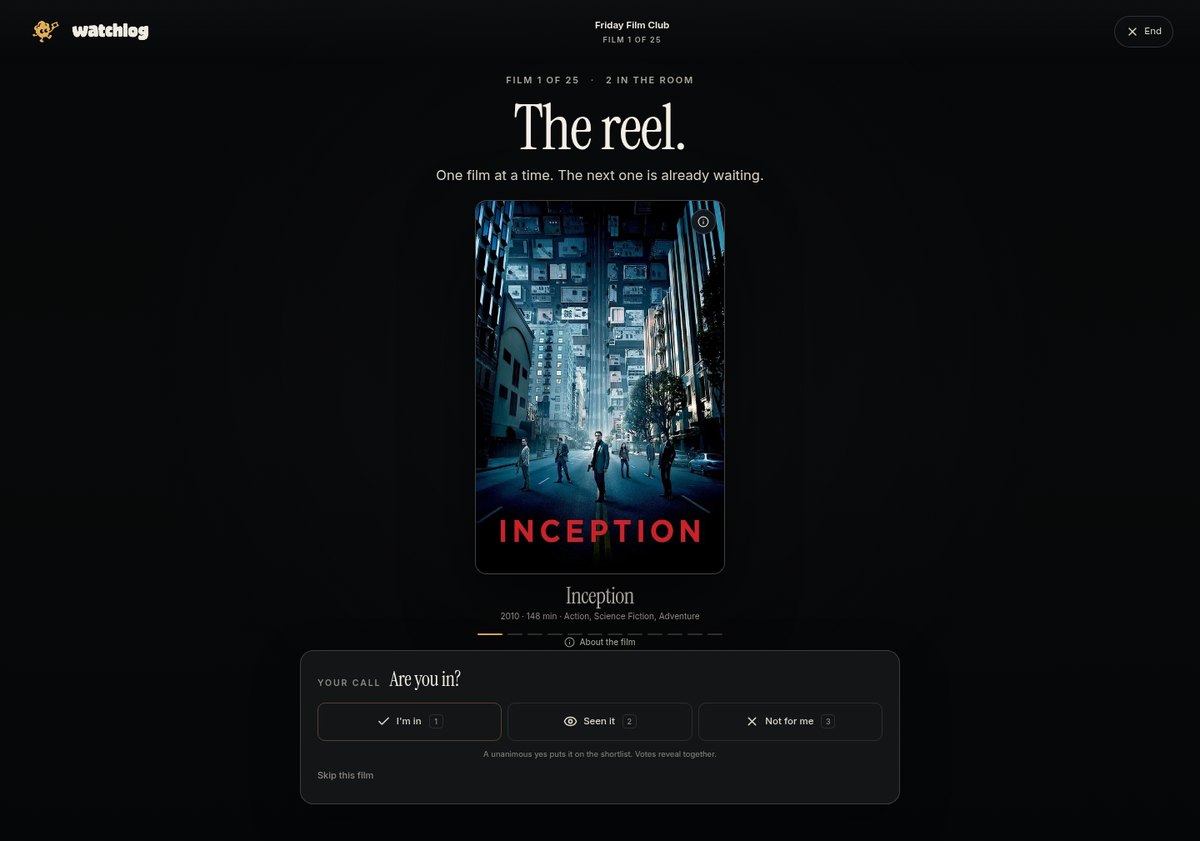 watchlog
Friday Film Club
FILM 1 OF 25
End
FILM 1 OF 25 · 2 IN THE ROOM
The reel.
One film at a time. The next one is already waiting.
INCEPTION
Inception
2010 · 148 min · Action, Science Fiction, Adventure
About the film
YOUR CALL Are you in?
I'm in 1
Seen it 2
Not for me 3
A unanimous yes puts it on the shortlist. Votes reveal together.
Skip this film